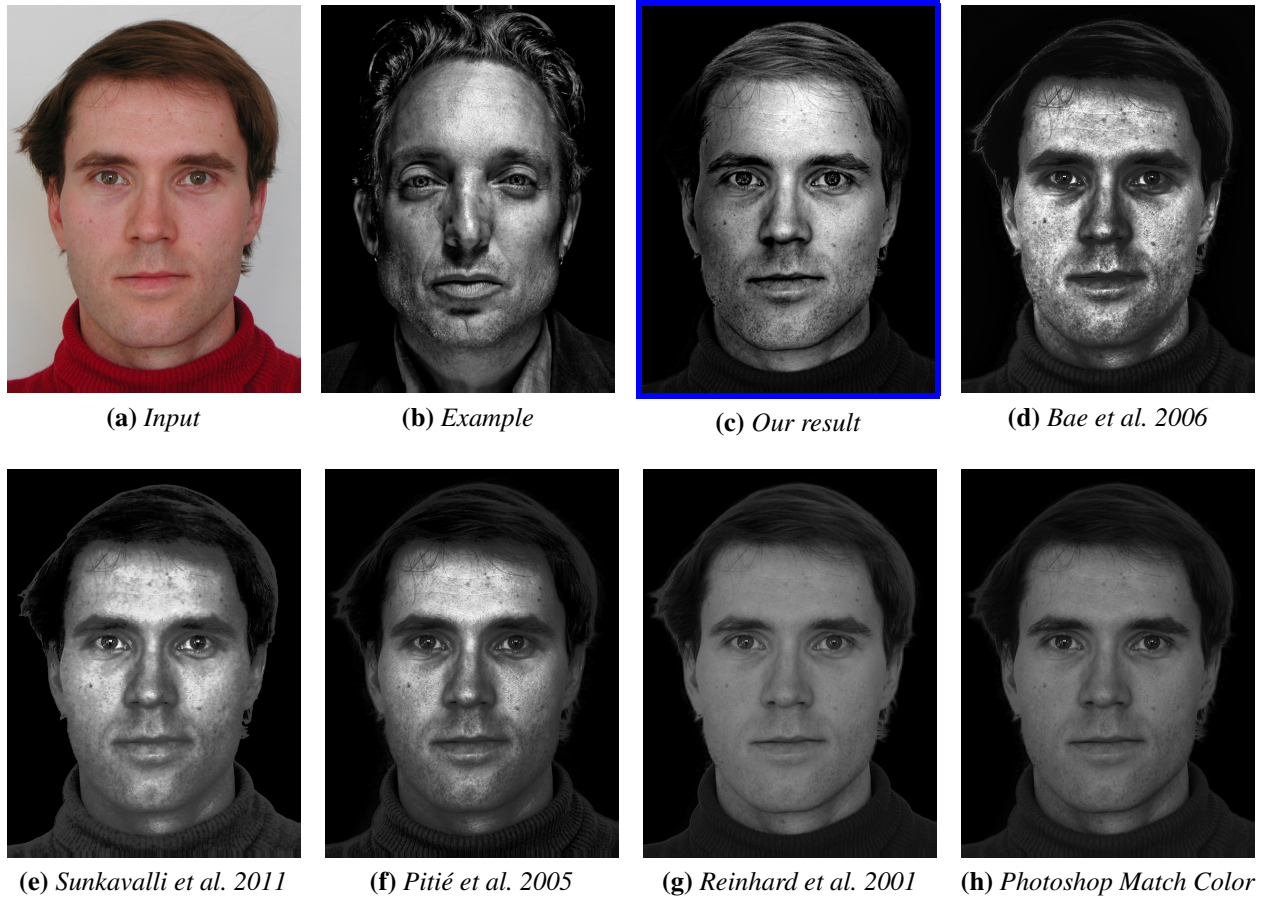 (a) Input
(b) Example
(c) Our result
(d) Bae et al. 2006
(e) Sunkavalli et al. 2011
(f) Pitié et al. 2005
(g) Reinhard et al. 2001
(h) Photoshop Match Color